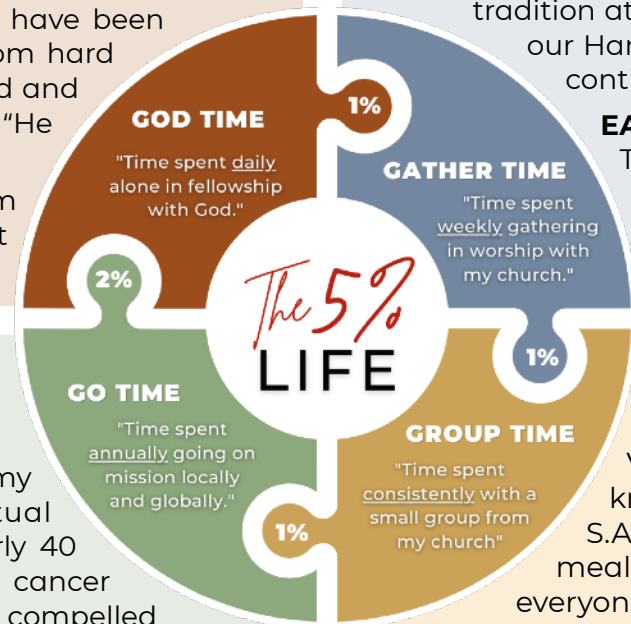 have been
om hard
d and
“He
m
t
tradition at
our Har
conti
EA
T
GOD TIME
"Time spent daily
alone in fellowship
with God."
1%
GATHER TIME
"Time spent
weekly gathering
in worship with
my church."
2%
The 5%
LIFE
1%
GO TIME
"Time spent
annually going on
mission locally
and globally."
GROUP TIME
"Time spent
consistently with a
small group from
my church"
1%
my
tual
rly 40
cancer
compelled
kn
S.A
meal
everyon